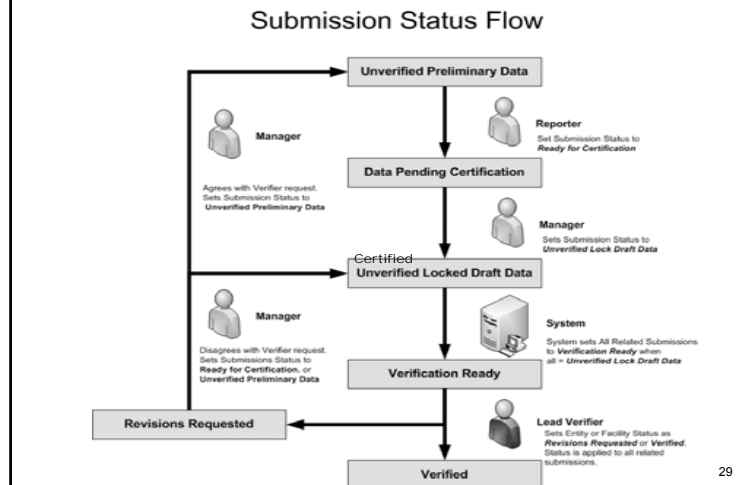 Submission Status Flow
Unverified Preliminary Data
Reporter
Set Submission Status to
Ready for Certification
Manager
Agrees with Verifier request.
Sets Submission Status to
Unverified Preliminary Data
Data Pending Certification
Manager
Sets Submission Status to
Unverified Lock Draft Data
Certified
Unverified Locked Draft Data
Manager
Disagrees with Verifier request.
Sets Submissions Status to
Ready for Certification, or
Unverified Preliminary Data
System
System sets All Related Submissions
to Verification Ready when
all = Unverified Lock Draft Data
Verification Ready
Revisions Requested
Lead Verifier
Sets Entity or Facility Status as
Revisions Requested or Verified.
Status is applied to all related
submissions.
Verified
29